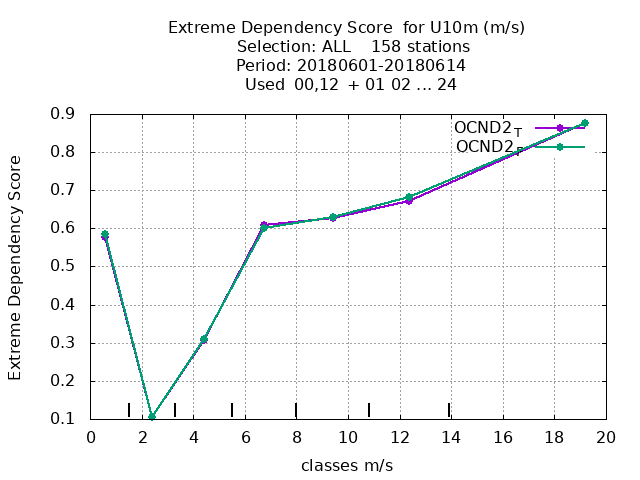 Extreme Dependency Score  for U10m (m/s)
Selection: ALL    158 stations
Period: 20180601-20180614
Used  00,12  + 01 02 ... 24
Extreme Dependency Score
0.9
0.8
0.7
0.6
0.5
0.4
0.3
0.2
0.1
OCND2T
OCND2
0 2 4 6 8 10 12 14 16 18 20
classes m/s